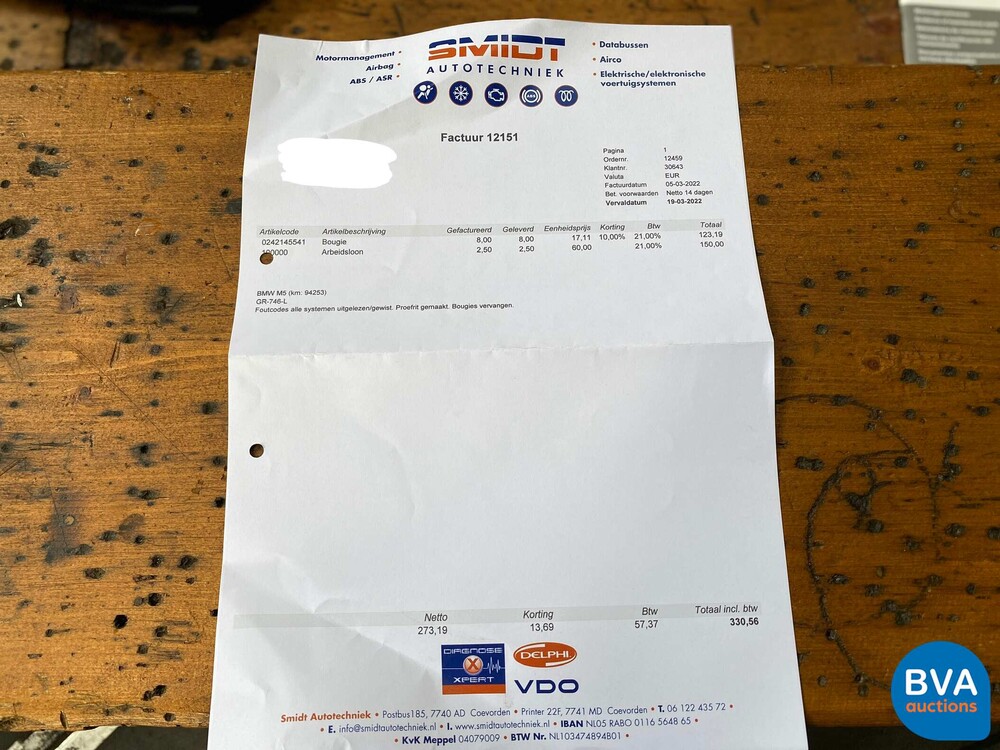 SMIDT
AUTOTECHNIEK
Motormanagement •
Airbag •
ABS / ASR •
• Databussen
• Airco
• Elektrische/elektronische
voertuigsystemen
ABS
Factuur 12151
Pagina 1
Ordernr. 12459
Klantnr. 30643
Valuta EUR
Factuurdatum 05-03-2022
Bet. voorwaarden Netto 14 dagen
Vervaldatum 19-03-2022
Artikelcode Artikelbeschrijving Gefactureerd Geleverd Eenheidsprijs Korting Btw Totaal
0242145541 Bougie 8,00 8,00 17,11 10,00% 21,00% 123,19
100000 Arbeidsloon 2,50 2,50 60,00 21,00% 150,00
BMW M5 (km: 94253)
GR-746-L
Foutcodes alle systemen uitgelezen/gewist. Proefrit gemaakt. Bougies vervangen.
Netto Korting Btw Totaal incl. btw
273,19 13,69 57,37 330,56
DIAGNOSE
X
XPERT
DELPHI
VDO
Smidt Autotechniek • Postbus 185, 7740 AD Coevorden • Printer 22F, 7741 MD Coevorden • T. 06 122 435 72 •
• E. info@smidtautotechniek.nl • I. www.smidtautotechniek.nl • IBAN NL05 RABO 0116 5648 65 •
• KvK Meppel 04079009 • BTW Nr. NL103474894B01 •
BVA
auctions